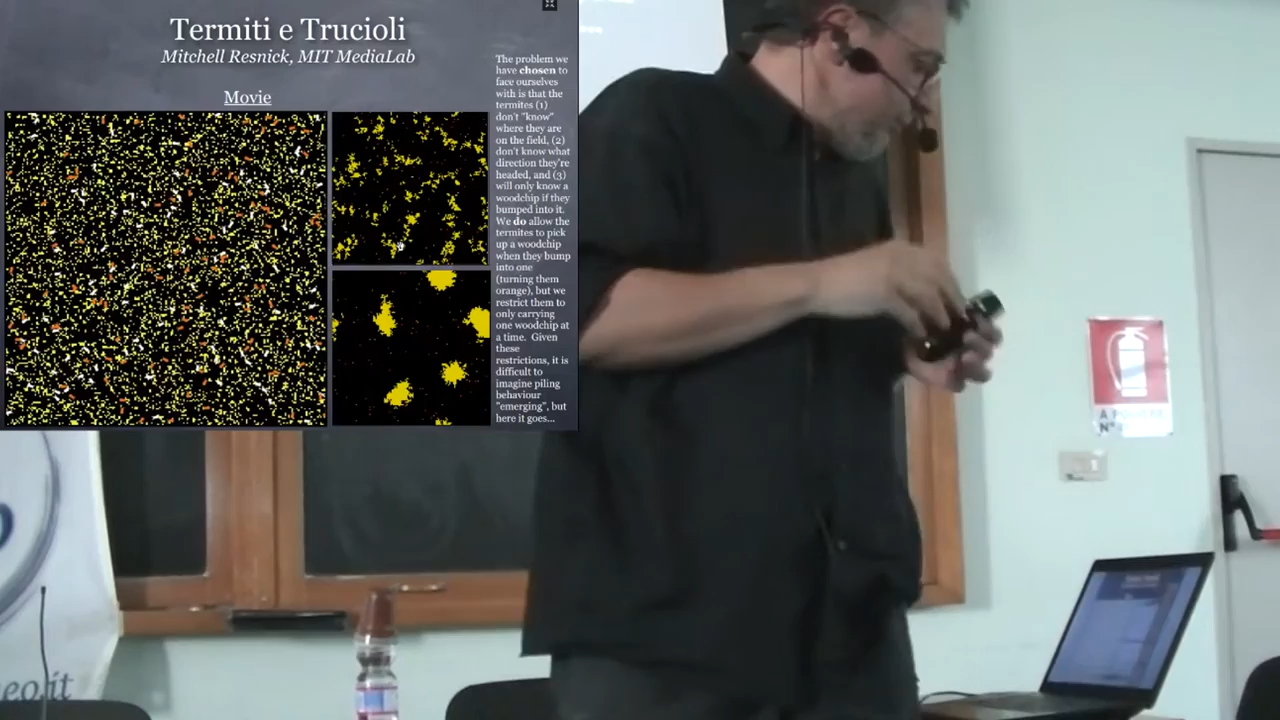 Termiti e Trucioli
Mitchell Resnick, MIT MediaLab
Movie
The problem we
have chosen to
face ourselves
with is that the
termites (1)
don't "know"
where they are
on the field, (2)
don't know what
direction they're
headed, and (3)
will only know a
woodchip if they
bumped into it.
We do allow the
termites to pick
up a woodchip
when they bump
into one
(turning them
orange), but we
restrict them to
only carrying
one woodchip at
a time. Given
these
restrictions, it is
difficult to
imagine piling
behaviour
"emerging", but
here it goes...
eo.it